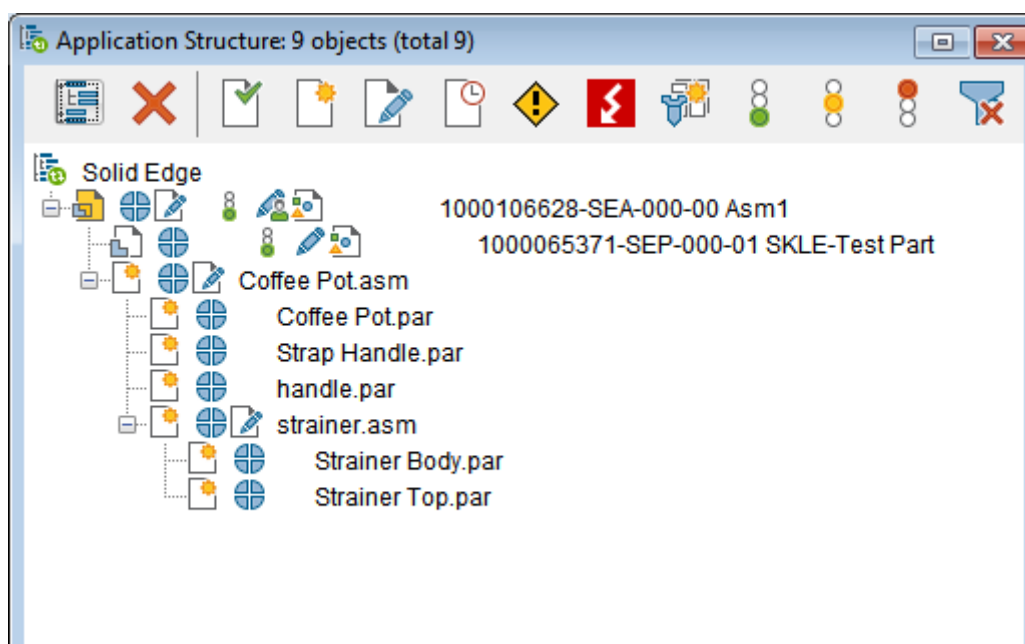 Application Structure: 9 objects (total 9)
Solid Edge
1000106628-SEA-000-00 Asm1
1000065371-SEP-000-01 SKLE-Test Part
Coffee Pot.asm
Coffee Pot.par
Strap Handle.par
handle.par
strainer.asm
Strainer Body.par
Strainer Top.par